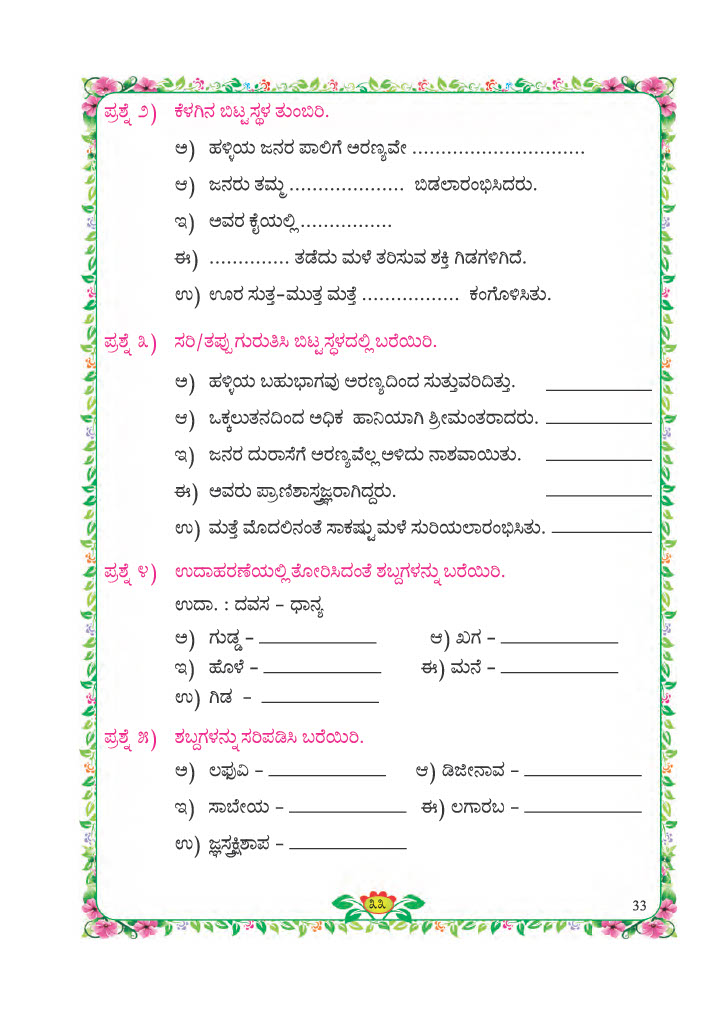 ಪ್ರಶ್ನೆ ೨) ಕೆಳಗಿನ ಬಿಟ್ಟಸ್ಥಳ ತುಂಬಿರಿ.
ಅ) ಹಳ್ಳಿಯ ಜನರ ಪಾಲಿಗೆ ಅರಣ್ಯವೇ ..............................
ಆ) ಜನರು ತಮ್ಮ .................... ಬಿಡಲಾರಂಭಿಸಿದರು.
ಇ) ಅವರ ಕೈಯಲ್ಲಿ ................
ಈ) .............. ತಡೆದು ಮಳೆ ತರಿಸುವ ಶಕ್ತಿ ಗಿಡಗಳಿಗಿದೆ.
ಉ) ಊರ ಸುತ್ತ-ಮುತ್ತ ಮತ್ತೆ ................. ಕಂಗೊಳಿಸಿತು.
ಪ್ರಶ್ನೆ ೩) ಸರಿ/ತಪ್ಪು ಗುರುತಿಸಿ ಬಿಟ್ಟಸ್ಥಳದಲ್ಲಿ ಬರೆಯಿರಿ.
ಅ) ಹಳ್ಳಿಯ ಬಹುಭಾಗವು ಅರಣ್ಯದಿಂದ ಸುತ್ತುವರಿದಿತ್ತು. ____________
ಆ) ಒಕ್ಕಲುತನದಿಂದ ಅಧಿಕ ಹಾನಿಯಾಗಿ ಶ್ರೀಮಂತರಾದರು. ____________
ಇ) ಜನರ ದುರಾಸೆಗೆ ಅರಣ್ಯವೆಲ್ಲ ಅಳಿದು ನಾಶವಾಯಿತು. ____________
ಈ) ಅವರು ಪ್ರಾಣಿಶಾಸ್ತ್ರಜ್ಞರಾಗಿದ್ದರು. ____________
ಉ) ಮತ್ತೆ ಮೊದಲಿನಂತೆ ಸಾಕಷ್ಟು ಮಳೆ ಸುರಿಯಲಾರಂಭಿಸಿತು. ____________
ಪ್ರಶ್ನೆ ೪) ಉದಾಹರಣೆಯಲ್ಲಿ ತೋರಿಸಿದಂತೆ ಶಬ್ದಗಳನ್ನು ಬರೆಯಿರಿ.
ಉದಾ. : ದವಸ - ಧಾನ್ಯ
ಅ) ಗುಡ್ಡ - ____________ ಆ) ಖಗ - ____________
ಇ) ಹೊಳೆ - ____________ ಈ) ಮನೆ - ____________
ಉ) ಗಿಡ - ____________
ಪ್ರಶ್ನೆ ೫) ಶಬ್ದಗಳನ್ನು ಸರಿಪಡಿಸಿ ಬರೆಯಿರಿ.
ಅ) ಲಘುವಿ - ____________ ಆ) ಡಿಜೀನಾವ - ____________
ಇ) ಸಾಬೇಯ - ____________ ಈ) ಲಗಾರಬ - ____________
ಉ) ಜ್ಞಸ್ತ್ರಕ್ಷಿಶಾಪ - ____________
೩೩ 33